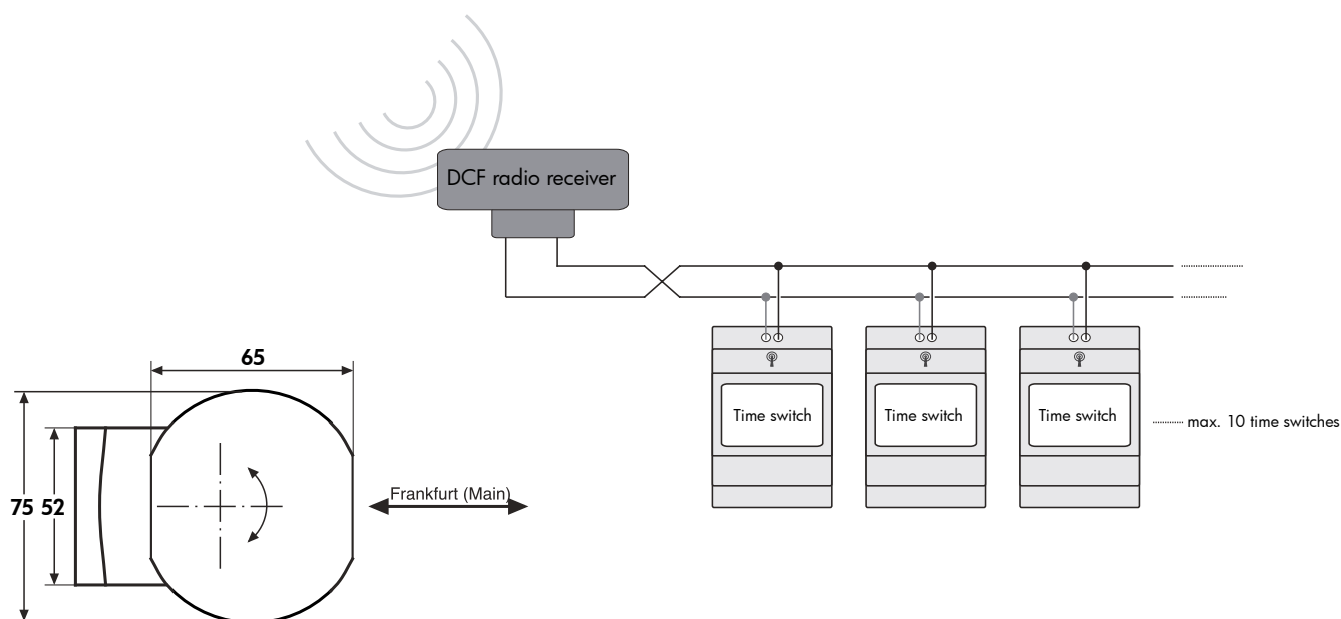 DCF radio receiver
65
75 52
Frankfurt (Main)
Time switch
Time switch
Time switch
max. 10 time switches